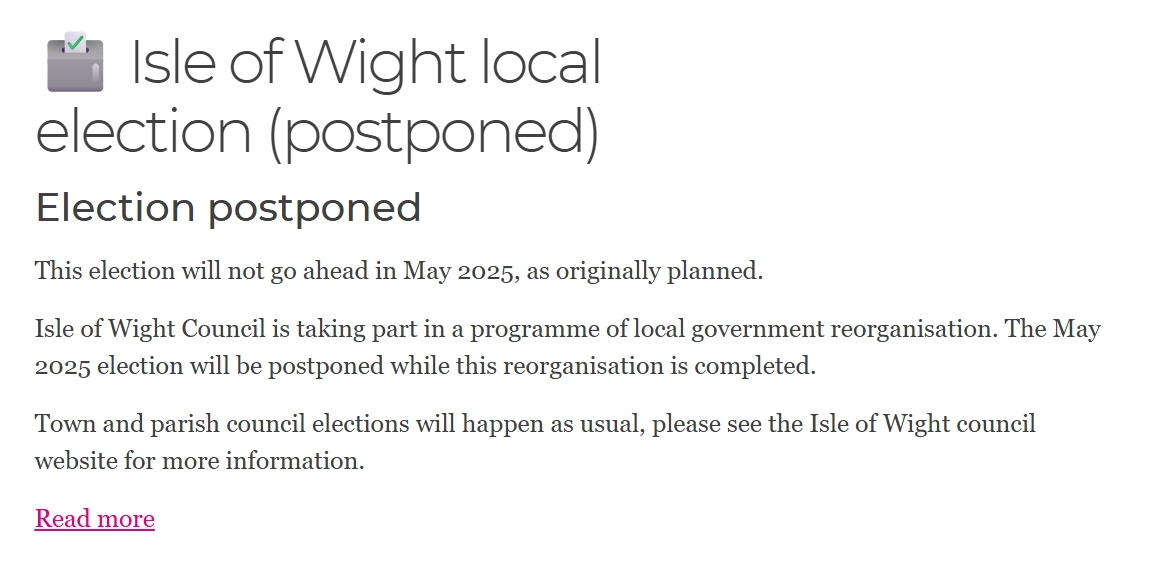 Isle of Wight local
election (postponed)
Election postponed
This election will not go ahead in May 2025, as originally planned.
Isle of Wight Council is taking part in a programme of local government reorganisation. The May
2025 election will be postponed while this reorganisation is completed.
Town and parish council elections will happen as usual, please see the Isle of Wight council
website for more information.
Read more